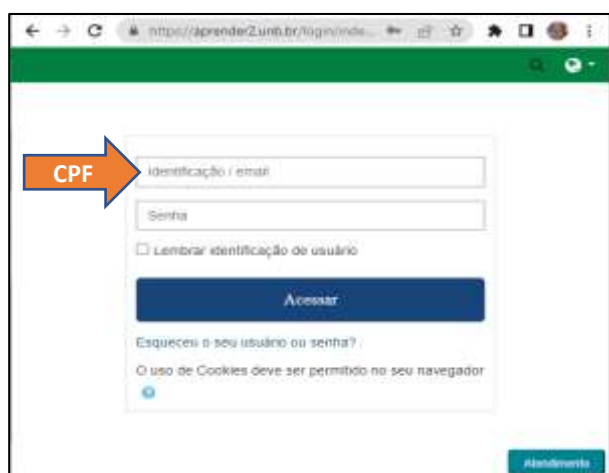 https://aprender2.unb.br/login/inde...
CPF
Identificação / email
Senha
Lembrar identificação de usuário
Acessar
Esqueceu o seu usuário ou senha?
O uso de Cookies deve ser permitido no seu navegador
Atendimento